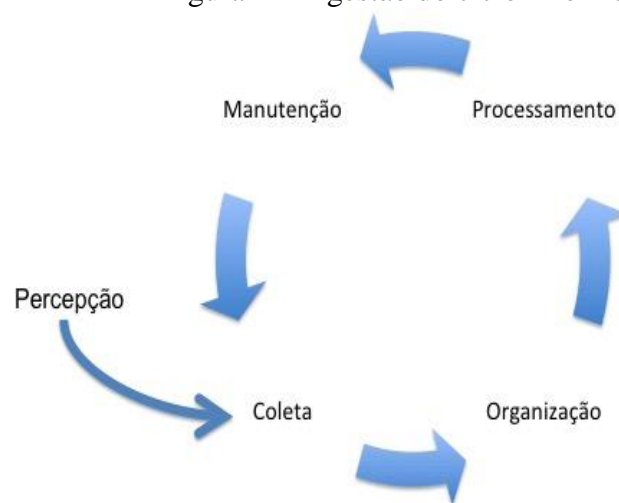 Manutenção
Processamento
Percepção
Coleta
Organização